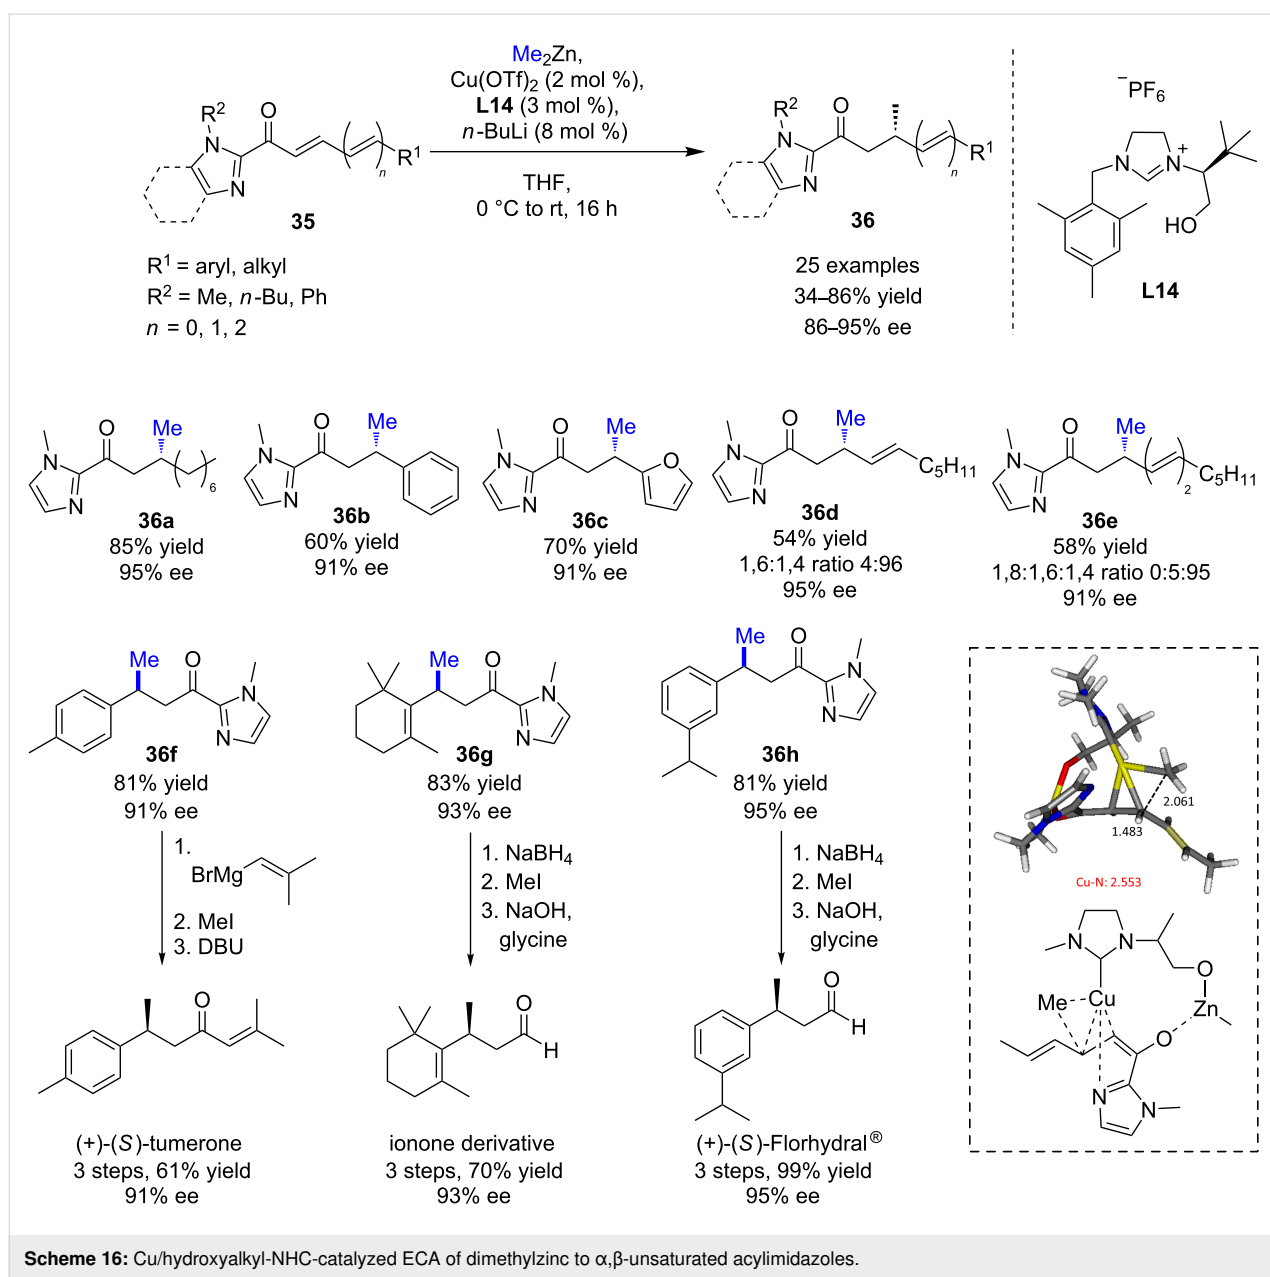 Me2Zn,
Cu(OTf)2 (2 mol %),
L14 (3 mol %),
n-BuLi (8 mol %)
THF,
0 °C to rt, 16 h
R2
O
N
N
n
R1
35
R1 = aryl, alkyl
R2 = Me, n-Bu, Ph
n = 0, 1, 2
R2
O
N
N
n
R1
36
25 examples
34–86% yield
86–95% ee
−PF6
N
N
+
HO
L14
O
Me
N
N
6
36a
85% yield
95% ee
O
Me
N
N
36b
60% yield
91% ee
O
Me
N
N
O
36c
70% yield
91% ee
O
Me
N
N
C5H11
36d
54% yield
1,6:1,4 ratio 4:96
95% ee
O
Me
N
N
2
C5H11
36e
58% yield
1,8:1,6:1,4 ratio 0:5:95
91% ee
Me
O
N
N
36f
81% yield
91% ee
Me
O
N
N
36g
83% yield
93% ee
Me
O
N
N
36h
81% yield
95% ee
1.
BrMg
2. MeI
3. DBU
1. NaBH4
2. MeI
3. NaOH,
glycine
1. NaBH4
2. MeI
3. NaOH,
glycine
O
(+)-(S)-tumerone
3 steps, 61% yield
91% ee
O
H
ionone derivative
3 steps, 70% yield
93% ee
O
H
(+)-(S)-Florhydral®
3 steps, 99% yield
95% ee
2.061
1.483
Cu-N: 2.553
N
N
O
Me
Cu
Zn
O
N
N
Scheme 16: Cu/hydroxyalkyl-NHC-catalyzed ECA of dimethylzinc to α,β-unsaturated acylimidazoles.